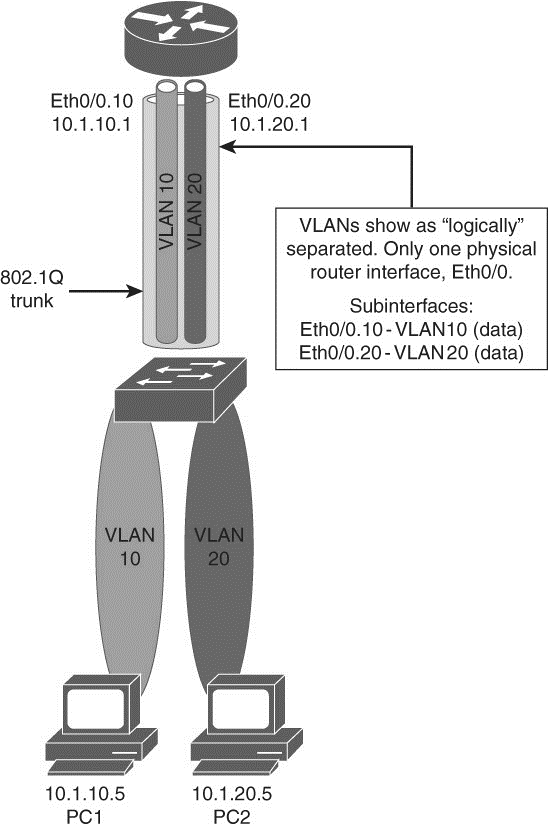 Eth0/0.10
10.1.10.1
Eth0/0.20
10.1.20.1
VLAN 10
VLAN 20
VLANs show as “logically”
separated. Only one physical
router interface, Eth0/0.
Subinterfaces:
Eth0/0.10-VLAN10 (data)
Eth0/0.20-VLAN20 (data)
802.1Q
trunk
VLAN
10
VLAN
20
10.1.10.5
PC1
10.1.20.5
PC2